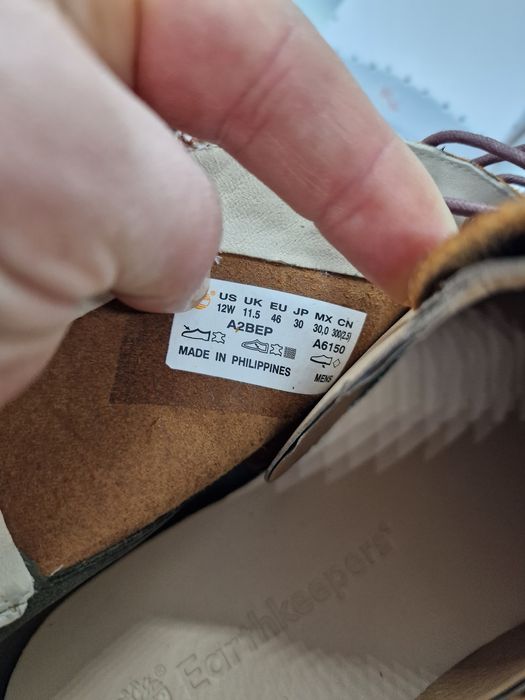 US UK EU JP MX CN
12W 11.5 46 30 30,0 300(2.5)
A2BEP A6150
MADE IN PHILIPPINES MENS
Earthkeepers